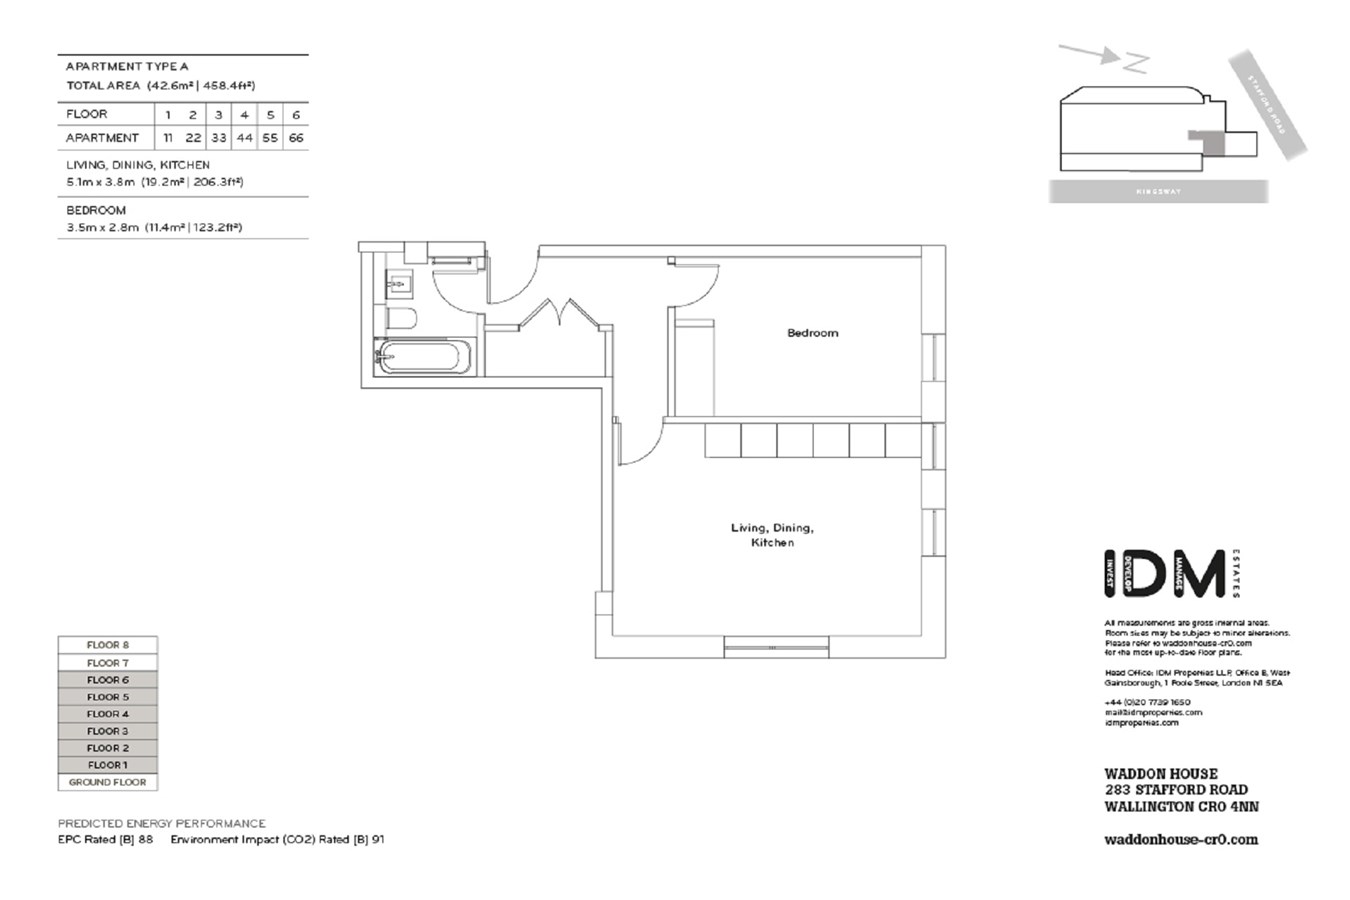 APARTMENT TYPE A
TOTAL AREA (42.6m² | 458.4ft²)
FLOOR 1 2 3 4 5 6
APARTMENT 11 22 33 44 55 66
LIVING, DINING, KITCHEN
5.1m x 3.8m (19.2m² | 206.3ft²)
BEDROOM
3.5m x 2.8m (11.4m² | 123.2ft²)
N
STAFFORD ROAD
KINGSWAY
Bedroom
Living, Dining,
Kitchen
FLOOR 8
FLOOR 7
FLOOR 6
FLOOR 5
FLOOR 4
FLOOR 3
FLOOR 2
FLOOR 1
GROUND FLOOR
PREDICTED ENERGY PERFORMANCE
EPC Rated [B] 88 Environment Impact (CO2) Rated [B] 91
IDM
INVEST
DEVELOP
MANAGE
ESTATES
All measurements are gross internal areas.
Room sizes may be subject to minor alterations.
Please refer to waddonhouse-cr0.com
for the most up-to-date floor plans.
Head Office: IDM Properties LLP, Office B, West
Gainsborough, 1 Poole Street, London N1 5EA
+44 (0)20 7739 1650
mail@idmproperties.com
idmproperties.com
WADDON HOUSE
283 STAFFORD ROAD
WALLINGTON CR0 4NN
waddonhouse-cr0.com